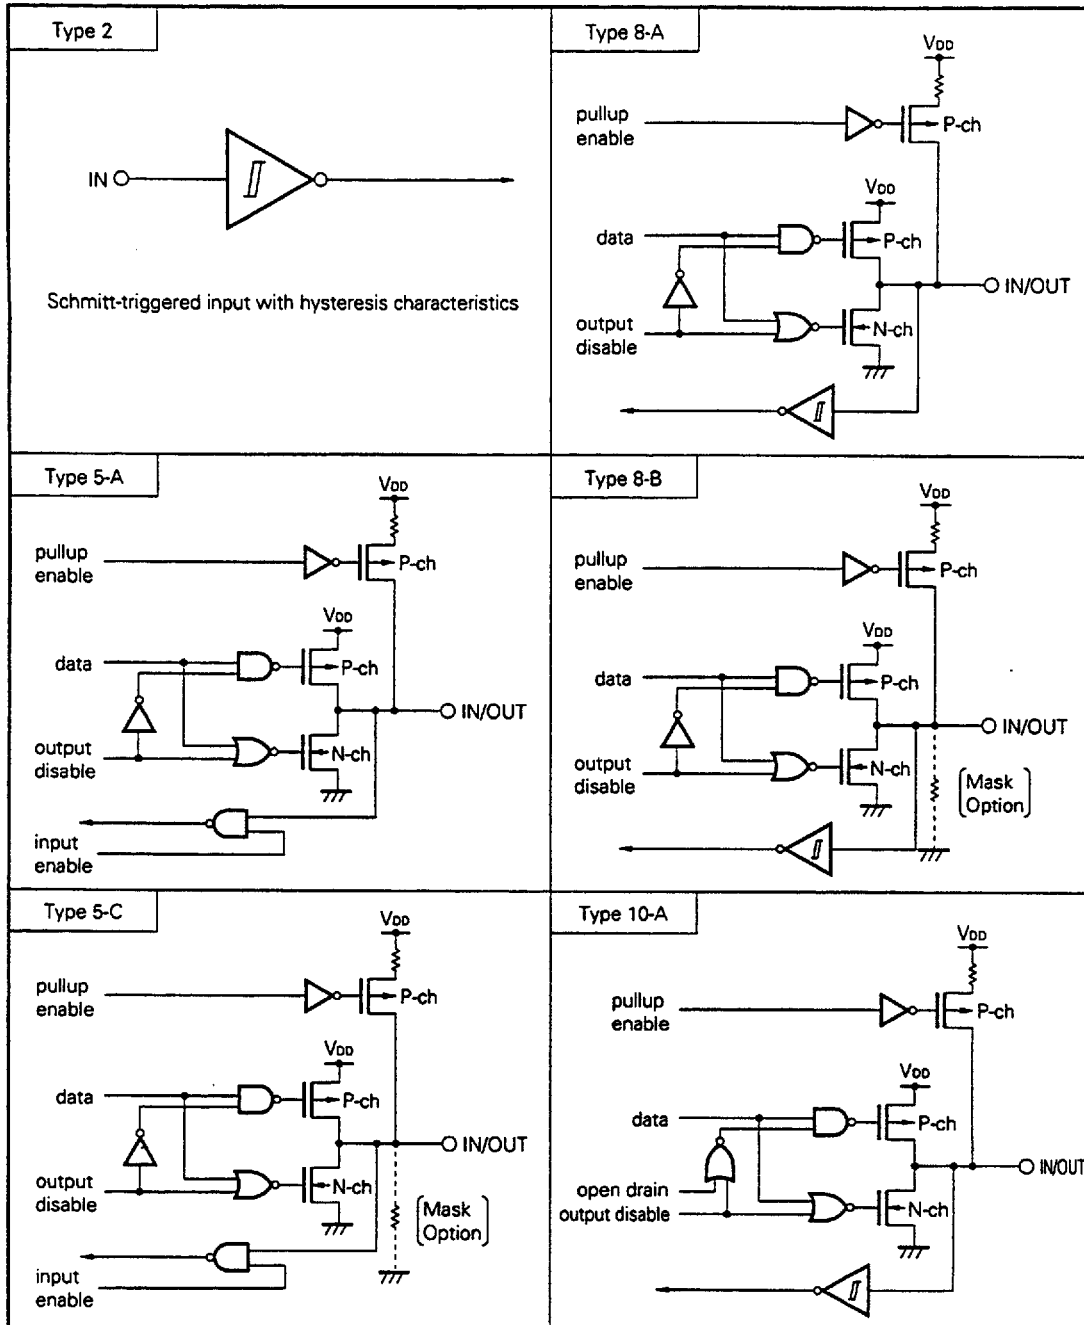 Type 2
IN
Schmitt-triggered input with hysteresis characteristics
Type 8-A
VDD
pullup
enable
P-ch
VDD
data
P-ch
IN/OUT
output
disable
N-ch
Type 5-A
VDD
pullup
enable
P-ch
VDD
data
P-ch
IN/OUT
output
disable
N-ch
input
enable
Type 8-B
VDD
pullup
enable
P-ch
VDD
data
P-ch
IN/OUT
output
disable
N-ch
[Mask
Option]
Type 5-C
VDD
pullup
enable
P-ch
VDD
data
P-ch
IN/OUT
output
disable
N-ch
[Mask
Option]
input
enable
Type 10-A
VDD
pullup
enable
P-ch
VDD
data
P-ch
IN/OUT
open drain
output disable
N-ch